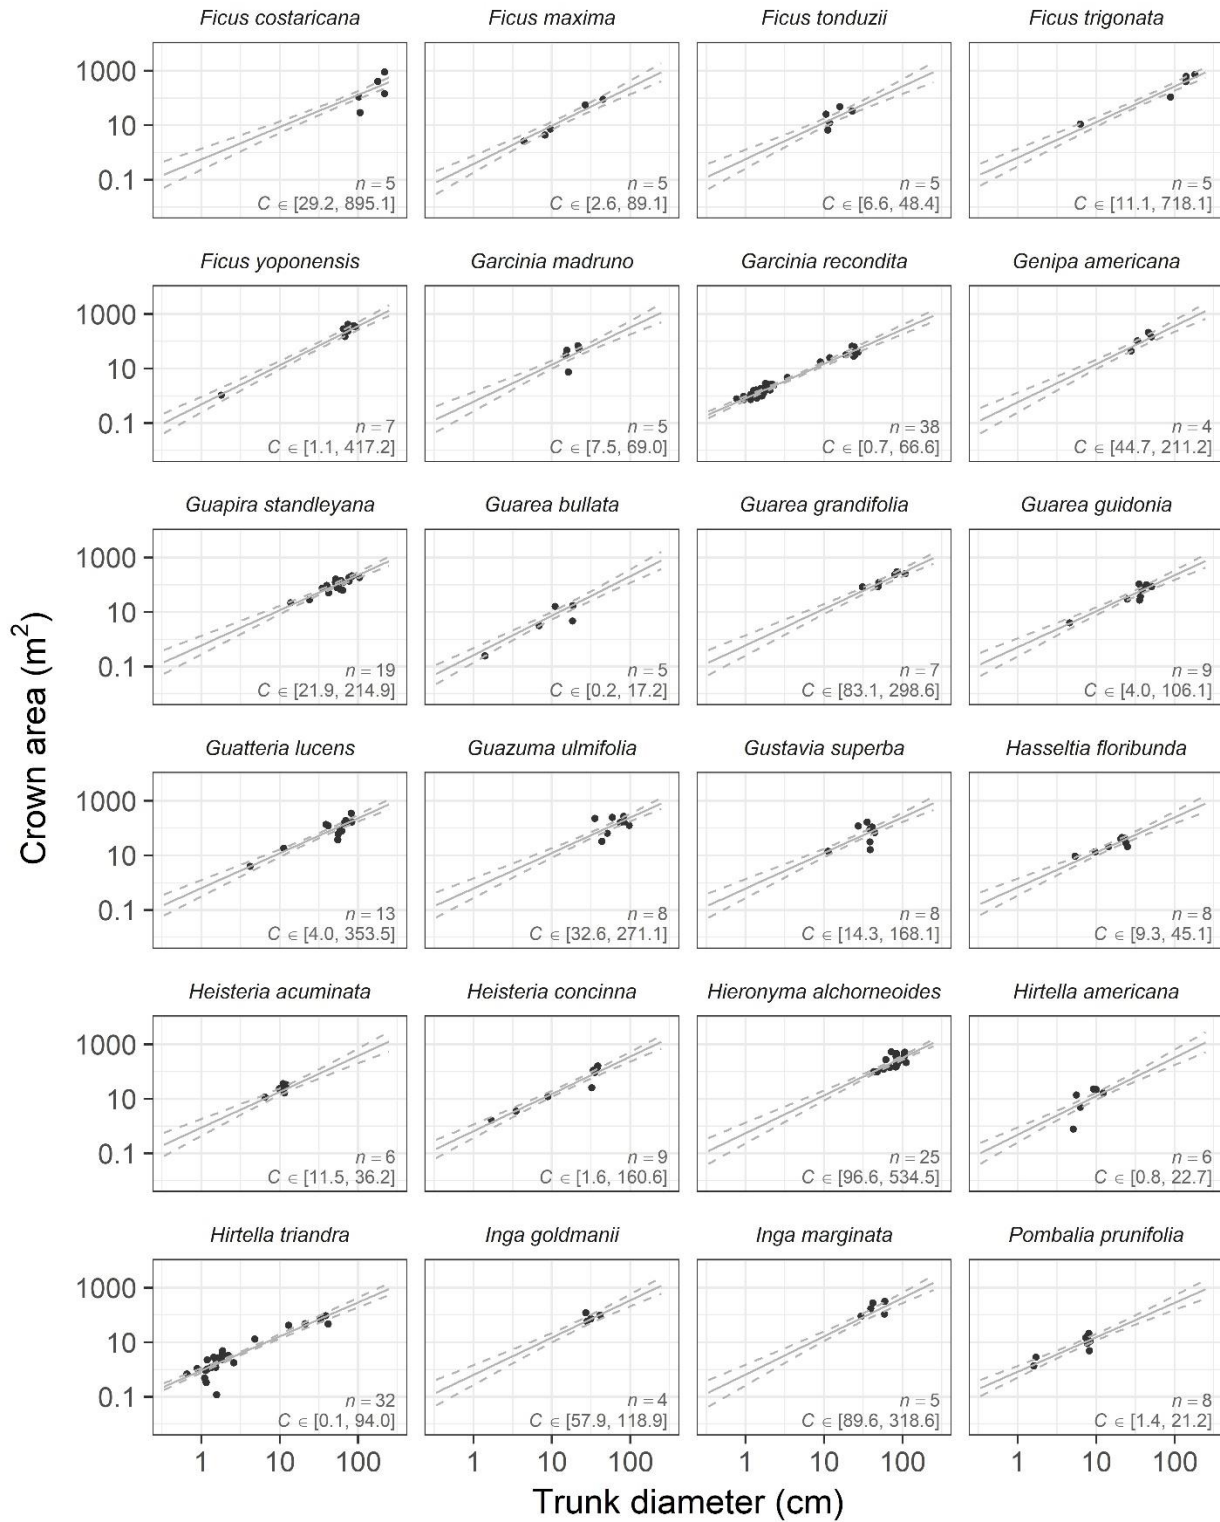 Ficus costaricana
Ficus maxima
Ficus tonduzii
Ficus trigonata
1000
10
0.1
n = 5
C ∈ [29.2, 895.1]
n = 5
C ∈ [2.6, 89.1]
n = 5
C ∈ [6.6, 48.4]
n = 5
C ∈ [11.1, 718.1]
Ficus yoponensis
Garcinia madruno
Garcinia recondita
Genipa americana
1000
10
0.1
n = 7
C ∈ [1.1, 417.2]
n = 5
C ∈ [7.5, 69.0]
n = 38
C ∈ [0.7, 66.6]
n = 4
C ∈ [44.7, 211.2]
Guapira standleyana
Guarea bullata
Guarea grandifolia
Guarea guidonia
1000
10
0.1
n = 19
C ∈ [21.9, 214.9]
n = 5
C ∈ [0.2, 17.2]
n = 7
C ∈ [83.1, 298.6]
n = 9
C ∈ [4.0, 106.1]
Crown area (m²)
Guatteria lucens
Guazuma ulmifolia
Gustavia superba
Hasseltia floribunda
1000
10
0.1
n = 13
C ∈ [4.0, 353.5]
n = 8
C ∈ [32.6, 271.1]
n = 8
C ∈ [14.3, 168.1]
n = 8
C ∈ [9.3, 45.1]
Heisteria acuminata
Heisteria concinna
Hieronyma alchorneoides
Hirtella americana
1000
10
0.1
n = 6
C ∈ [11.5, 36.2]
n = 9
C ∈ [1.6, 160.6]
n = 25
C ∈ [96.6, 534.5]
n = 6
C ∈ [0.8, 22.7]
Hirtella triandra
Inga goldmanii
Inga marginata
Pombalia prunifolia
1000
10
0.1
n = 32
C ∈ [0.1, 94.0]
n = 4
C ∈ [57.9, 118.9]
n = 5
C ∈ [89.6, 318.6]
n = 8
C ∈ [1.4, 21.2]
1 10 100
1 10 100
1 10 100
1 10 100
Trunk diameter (cm)